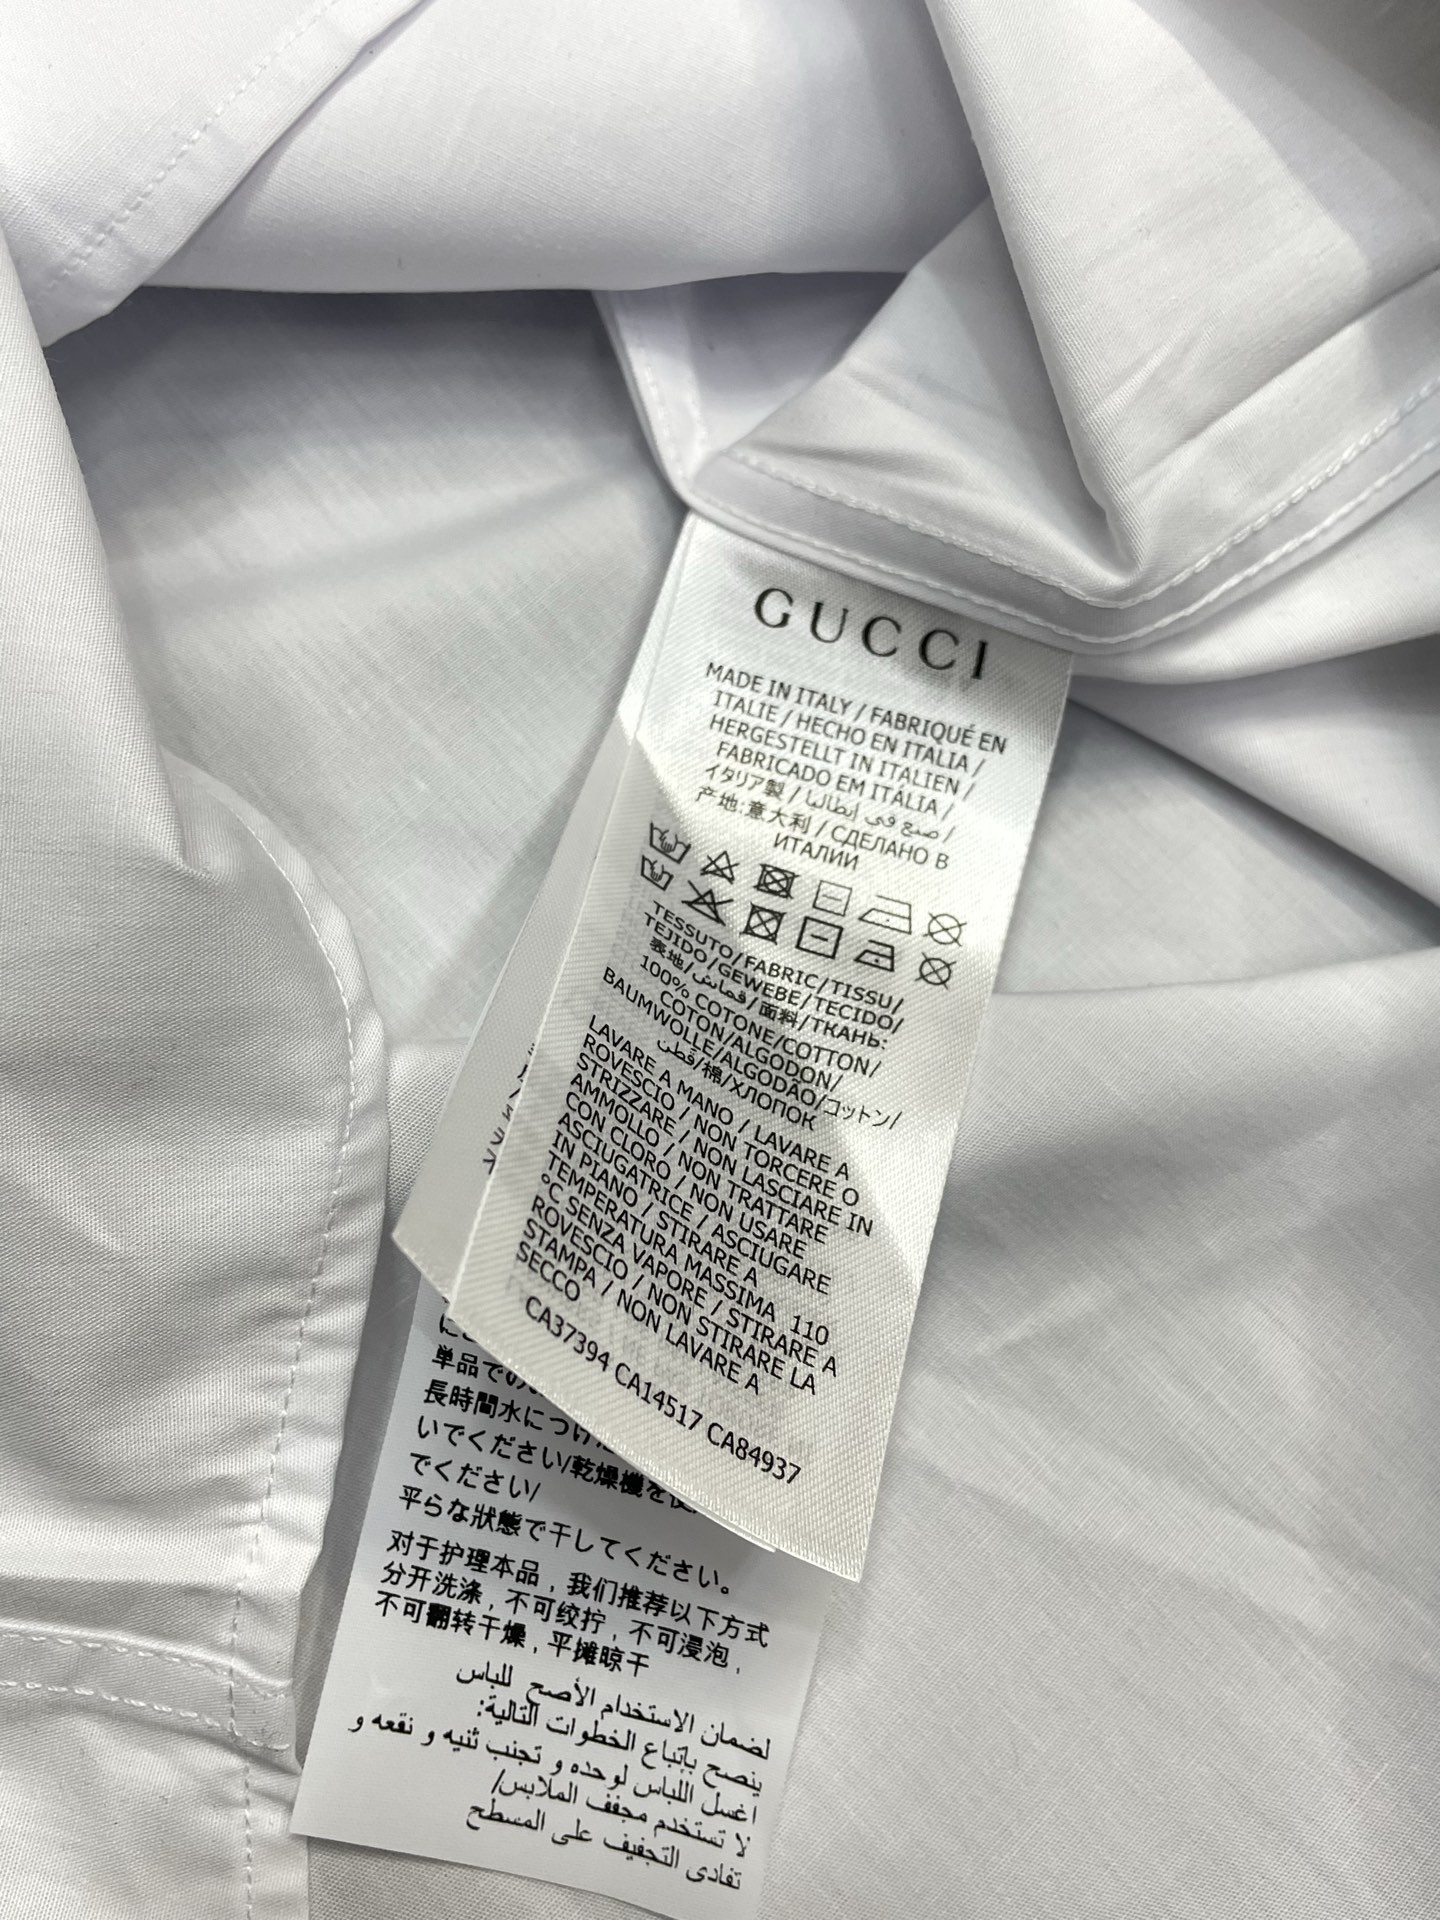 GUCCI
MADE IN ITALY / FABRIQUÉ EN
ITALIE / HECHO EN ITALIA /
HERGESTELLT IN ITALIEN /
FABRICADO EM ITÁLIA /
イタリア製 / صنع في إيطاليا /
产地:意大利 / СДЕЛАНО В
ИТАЛИИ
TESSUTO/FABRIC/TISSU/
TEJIDO/GEWEBE/TECIDO/
表地/قماش/面料/ТКАНЬ:
100% COTONE/COTTON/
COTON/ALGODON/
BAUMWOLLE/ALGODÃO/コットン/
قطن/棉/ХЛОПОК
LAVARE A MANO / LAVARE A
ROVESCIO / NON TORCERE O
STRIZZARE / NON LASCIARE IN
AMMOLLO / NON TRATTARE
CON CLORO / NON USARE
ASCIUGATRICE / ASCIUGARE
IN PIANO / STIRARE A
TEMPERATURA MASSIMA 110
°C SENZA VAPORE / STIRARE A
ROVESCIO / NON STIRARE LA
STAMPA / NON LAVARE A
SECCO
CA37394 CA14517 CA84937
単品での
長時間水につけ
いでください/乾燥機を使
でください/
平らな狀態で干してください。
对于护理本品，我们推荐以下方式
分开洗涤，不可绞拧，不可浸泡，
不可翻转干燥，平摊晾干
لضمان الاستخدام الأصح للباس
ينصح بإتباع الخطوات التالية:
اغسل اللباس لوحده و تجنب ثنيه و نقعه و
لا تستخدم مجفف الملابس/
تفادى التجفيف على المسطح